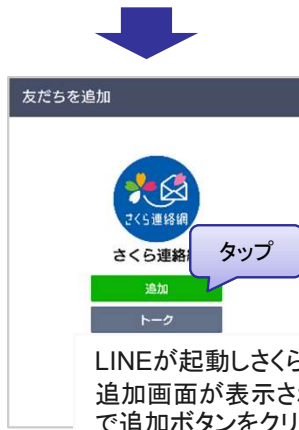 友だちを追加
さくら連絡網
さくら連絡
タップ
追加
トーク
LINEが起動しさくら
追加画面が表示さ
で追加ボタンをクリ